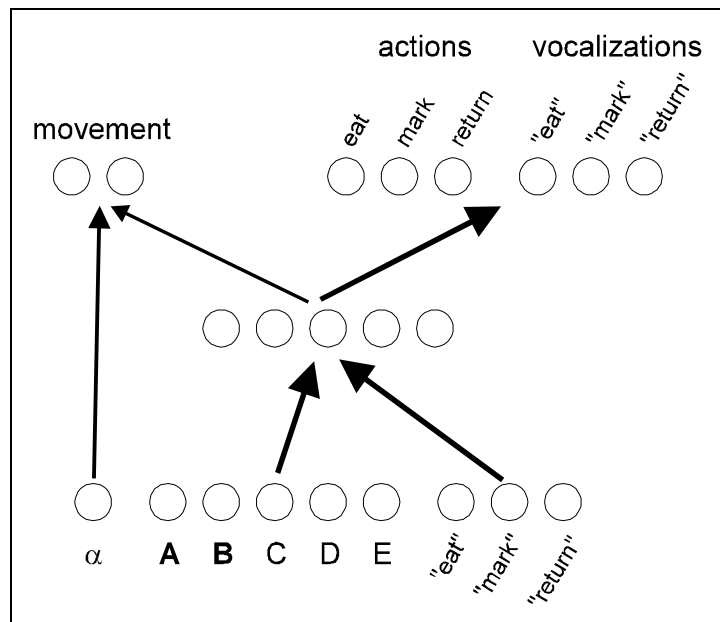 actions vocalizations
movement
eat mark return "eat" "mark" "return"
α A B C D E "eat" "mark" "return"